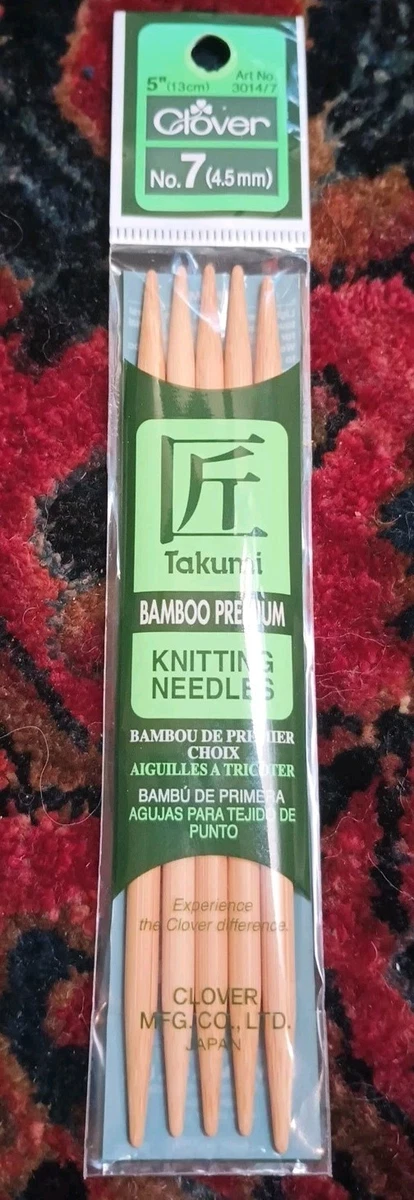 5" (13cm) Art No. 3014/7
Clover
No. 7 (4.5mm)
匠
Takumi
BAMBOO PREMIUM
KNITTING
NEEDLES
BAMBOU DE PREMIER
CHOIX
AIGUILLES A TRICOTER
BAMBÚ DE PRIMERA
AGUJAS PARA TEJIDO DE
PUNTO
Experience
the Clover difference.
CLOVER
MFG.CO., LTD.
JAPAN